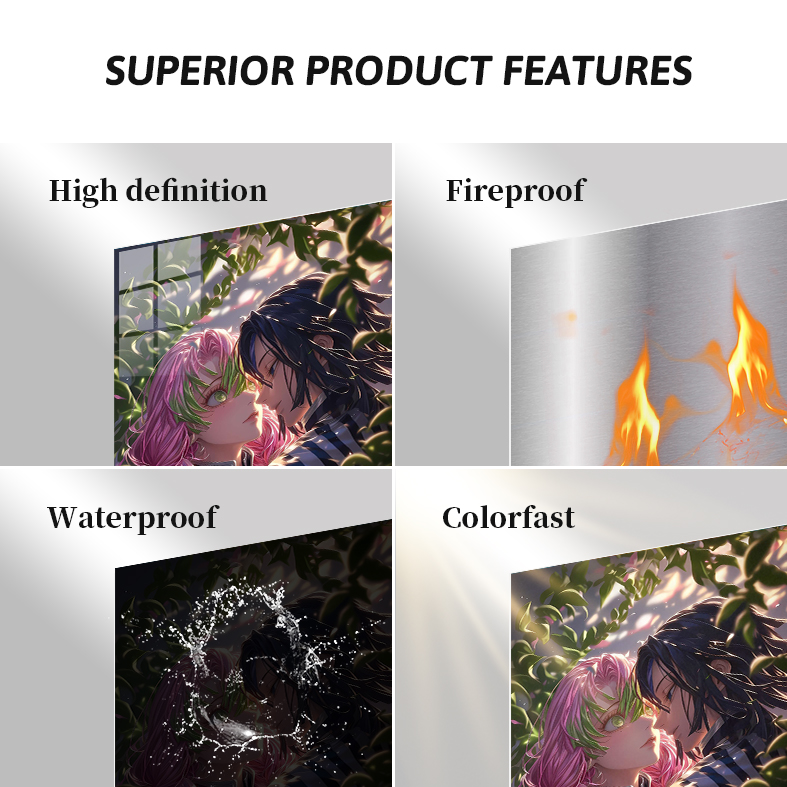 SUPERIOR PRODUCT FEATURES
High definition
Fireproof
Waterproof
Colorfast